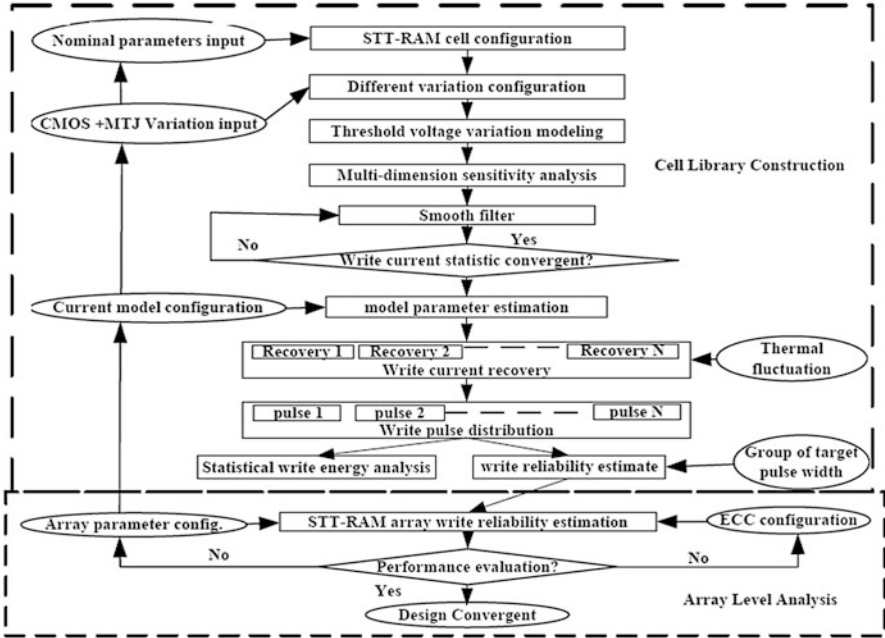 Nominal parameters input
STT-RAM cell configuration
Different variation configuration
CMOS +MTJ Variation input
Threshold voltage variation modeling
Multi-dimension sensitivity analysis
Cell Library Construction
Smooth filter
No
Yes
Write current statistic convergent?
Current model configuration
model parameter estimation
Recovery 1
Recovery 2
Recovery N
Write current recovery
Thermal
fluctuation
pulse 1
pulse 2
pulse N
Write pulse distribution
Statistical write energy analysis
write reliability estimate
Group of target
pulse width
Array parameter config.
STT-RAM array write reliability estimation
ECC configuration
No
Performance evaluation?
No
Yes
Design Convergent
Array Level Analysis